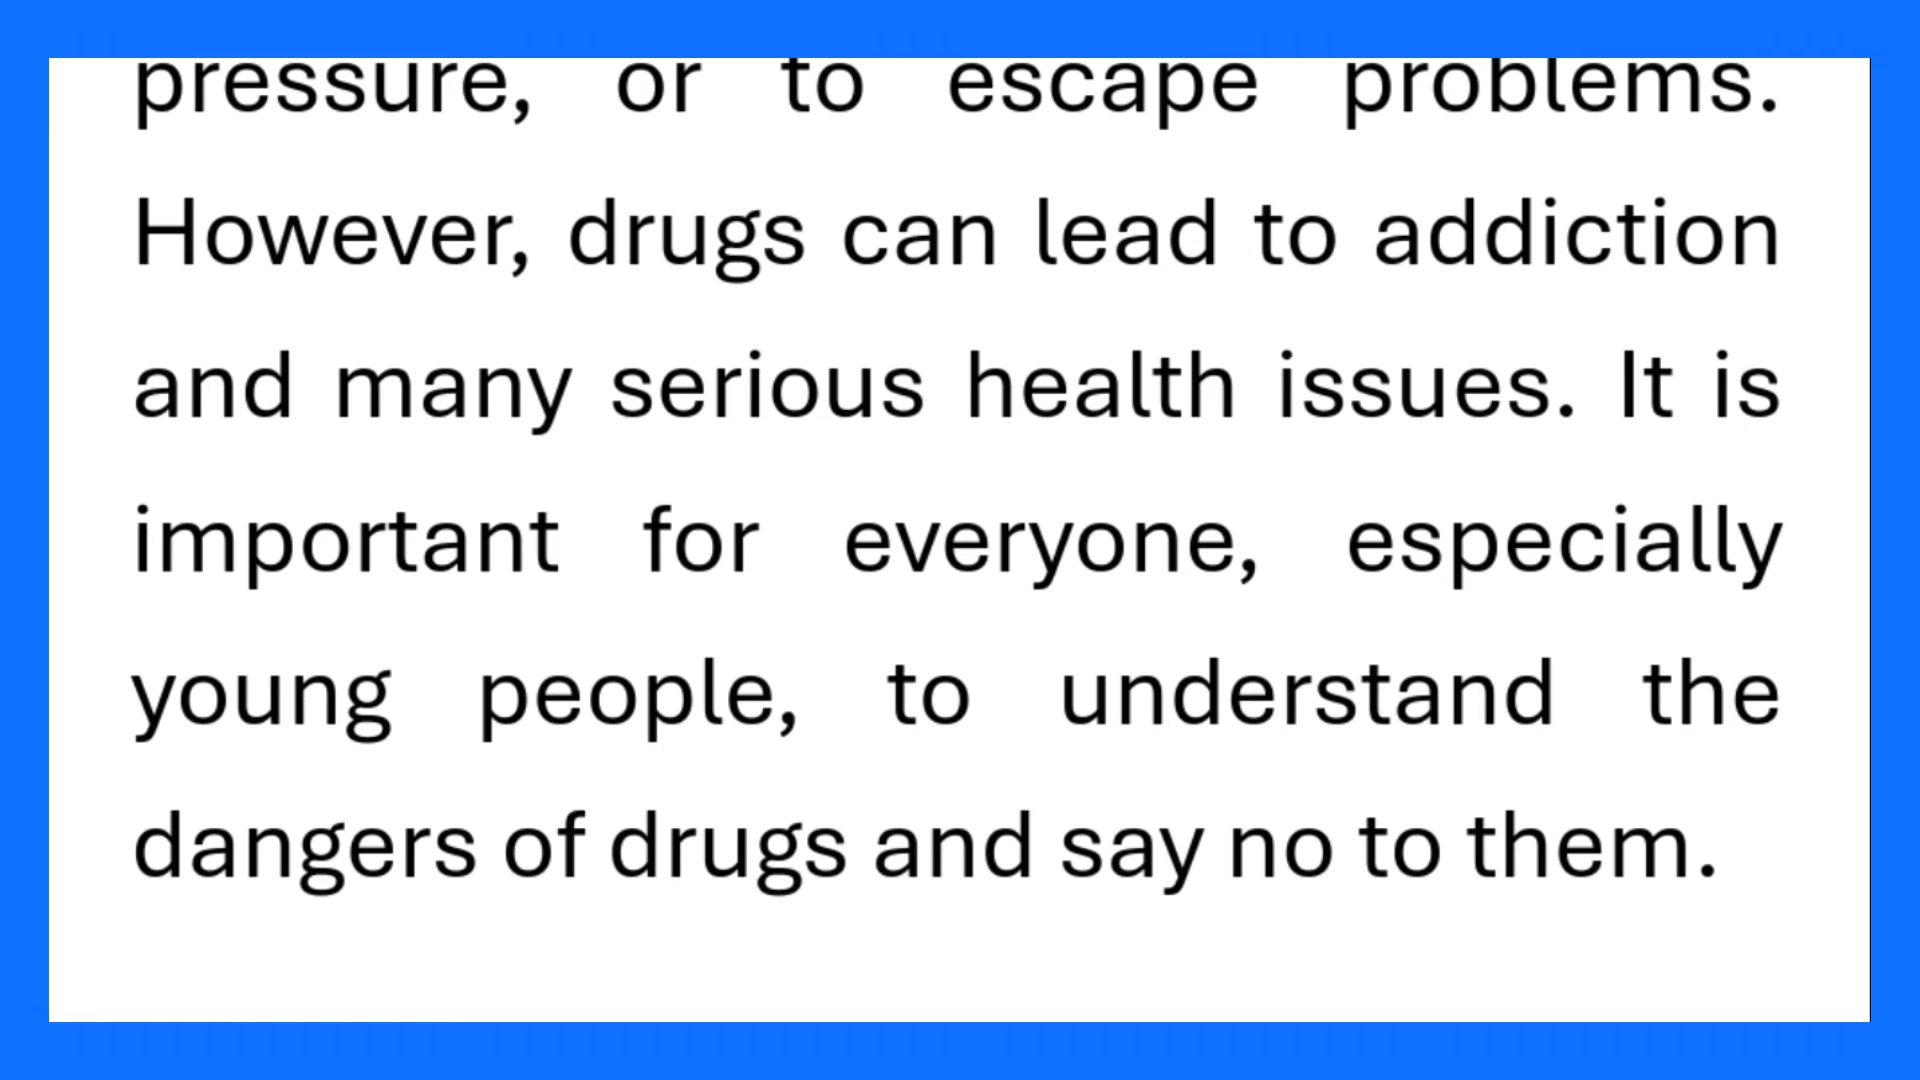 pressure, or to escape problems.
However, drugs can lead to addiction
and many serious health issues. It is
important for everyone, especially
young people, to understand the
dangers of drugs and say no to them.